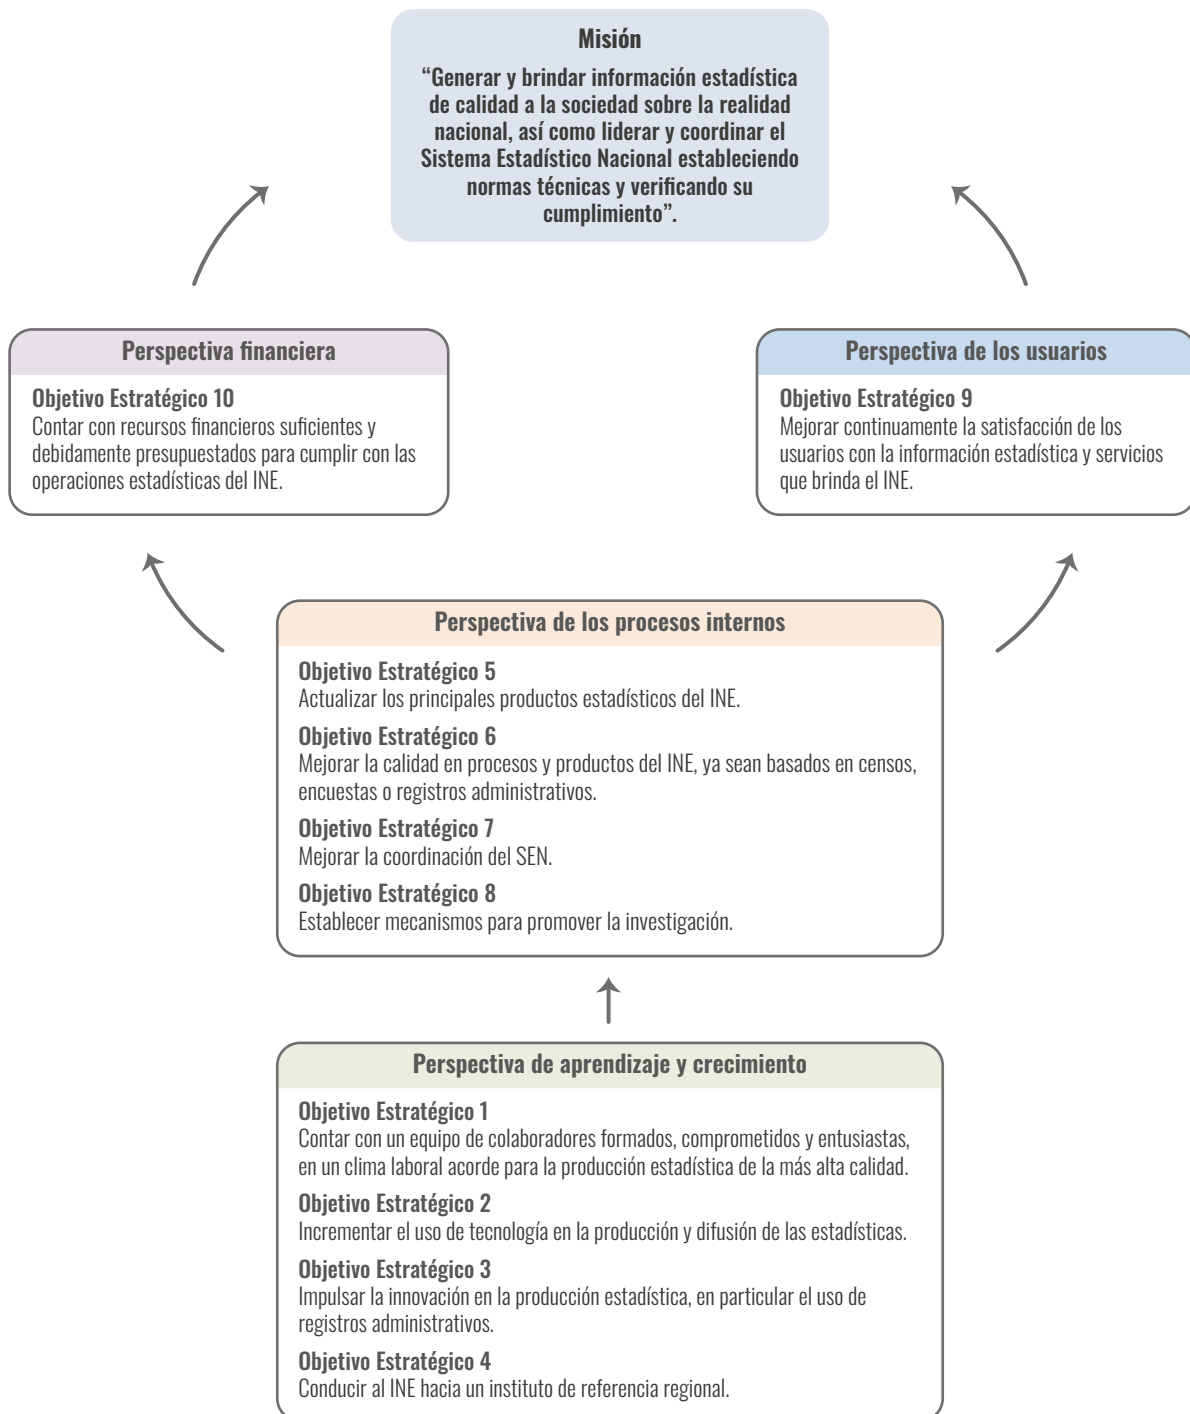 Misión
“Generar y brindar información estadística
de calidad a la sociedad sobre la realidad
nacional, así como liderar y coordinar el
Sistema Estadístico Nacional estableciendo
normas técnicas y verificando su
cumplimiento”.
Perspectiva financiera
Objetivo Estratégico 10
Contar con recursos financieros suficientes y
debidamente presupuestados para cumplir con las
operaciones estadísticas del INE.
Perspectiva de los usuarios
Objetivo Estratégico 9
Mejorar continuamente la satisfacción de los
usuarios con la información estadística y servicios
que brinda el INE.
Perspectiva de los procesos internos
Objetivo Estratégico 5
Actualizar los principales productos estadísticos del INE.
Objetivo Estratégico 6
Mejorar la calidad en procesos y productos del INE, ya sean basados en censos,
encuestas o registros administrativos.
Objetivo Estratégico 7
Mejorar la coordinación del SEN.
Objetivo Estratégico 8
Establecer mecanismos para promover la investigación.
Perspectiva de aprendizaje y crecimiento
Objetivo Estratégico 1
Contar con un equipo de colaboradores formados, comprometidos y entusiastas,
en un clima laboral acorde para la producción estadística de la más alta calidad.
Objetivo Estratégico 2
Incrementar el uso de tecnología en la producción y difusión de las estadísticas.
Objetivo Estratégico 3
Impulsar la innovación en la producción estadística, en particular el uso de
registros administrativos.
Objetivo Estratégico 4
Conducir al INE hacia un instituto de referencia regional.